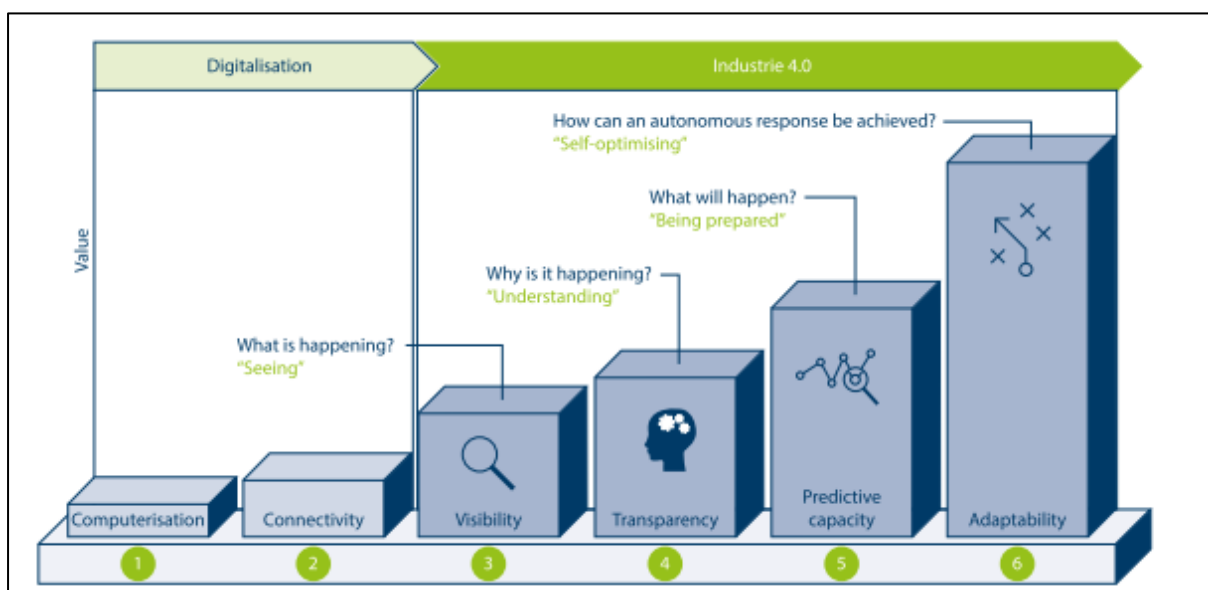 Digitalisation
Industrie 4.0
How can an autonomous response be achieved?
“Self-optimising”
What will happen?
“Being prepared”
Value
Why is it happening?
“Understanding”
What is happening?
“Seeing”
Computerisation
Connectivity
Visibility
Transparency
Predictive
capacity
Adaptability
1
2
3
4
5
6